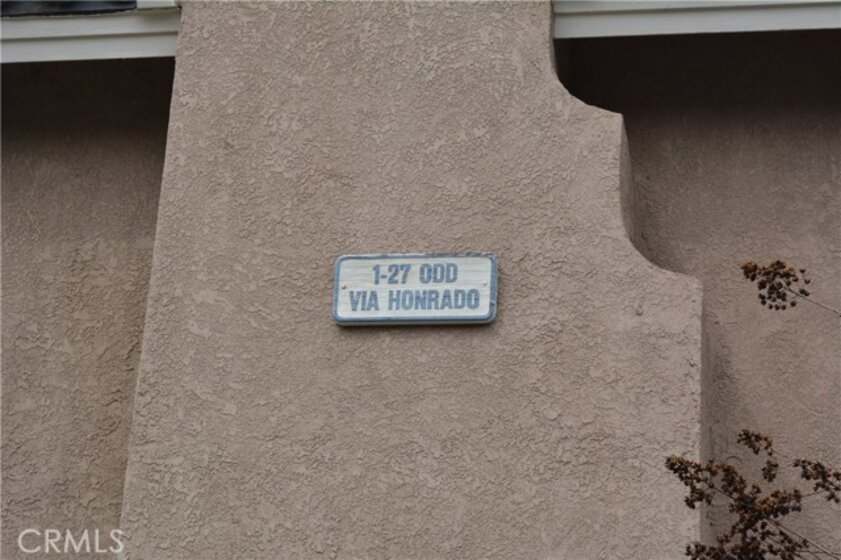 1-27 ODD
VIA HONRADO
CRMLS